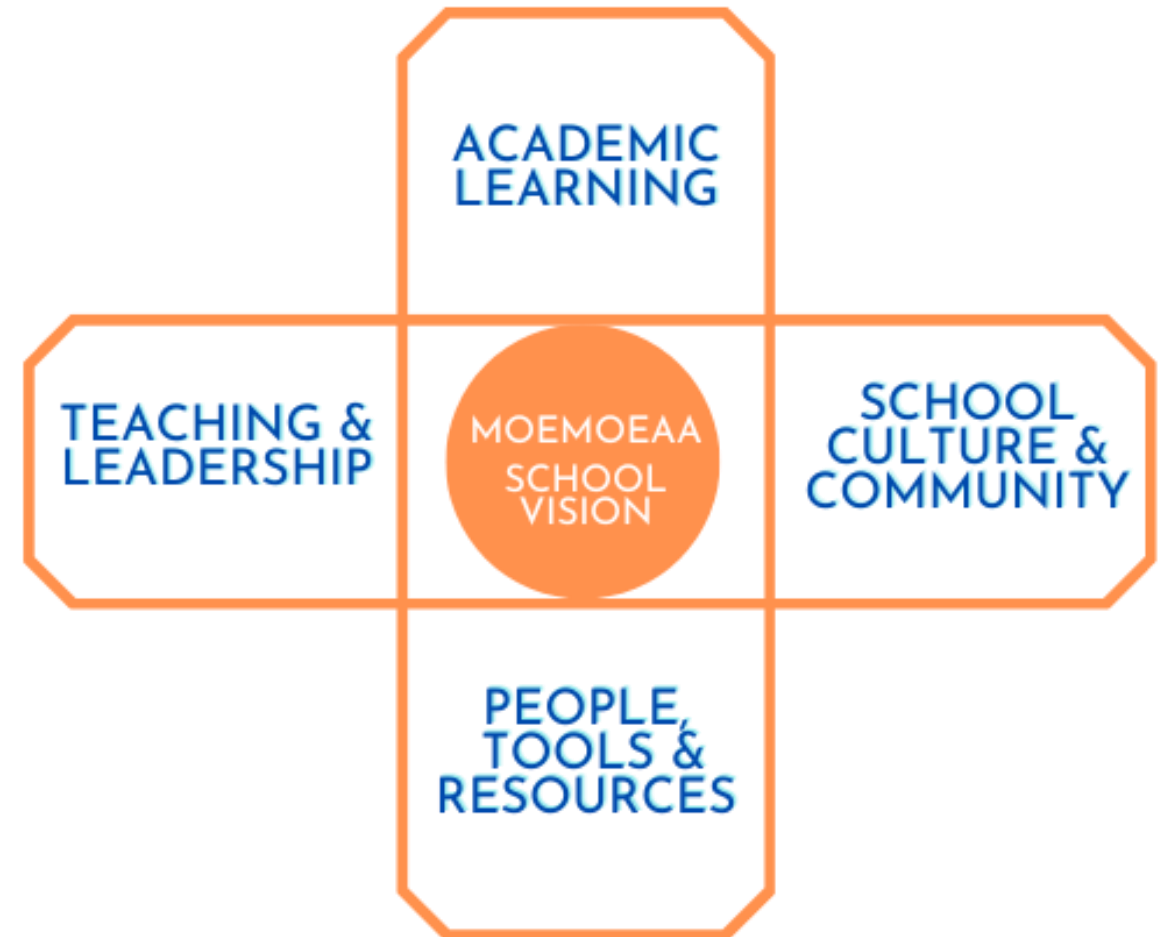 ACADEMIC
LEARNING
TEACHING &
LEADERSHIP
MOEMOEAA
SCHOOL
VISION
SCHOOL
CULTURE &
COMMUNITY
PEOPLE,
TOOLS &
RESOURCES